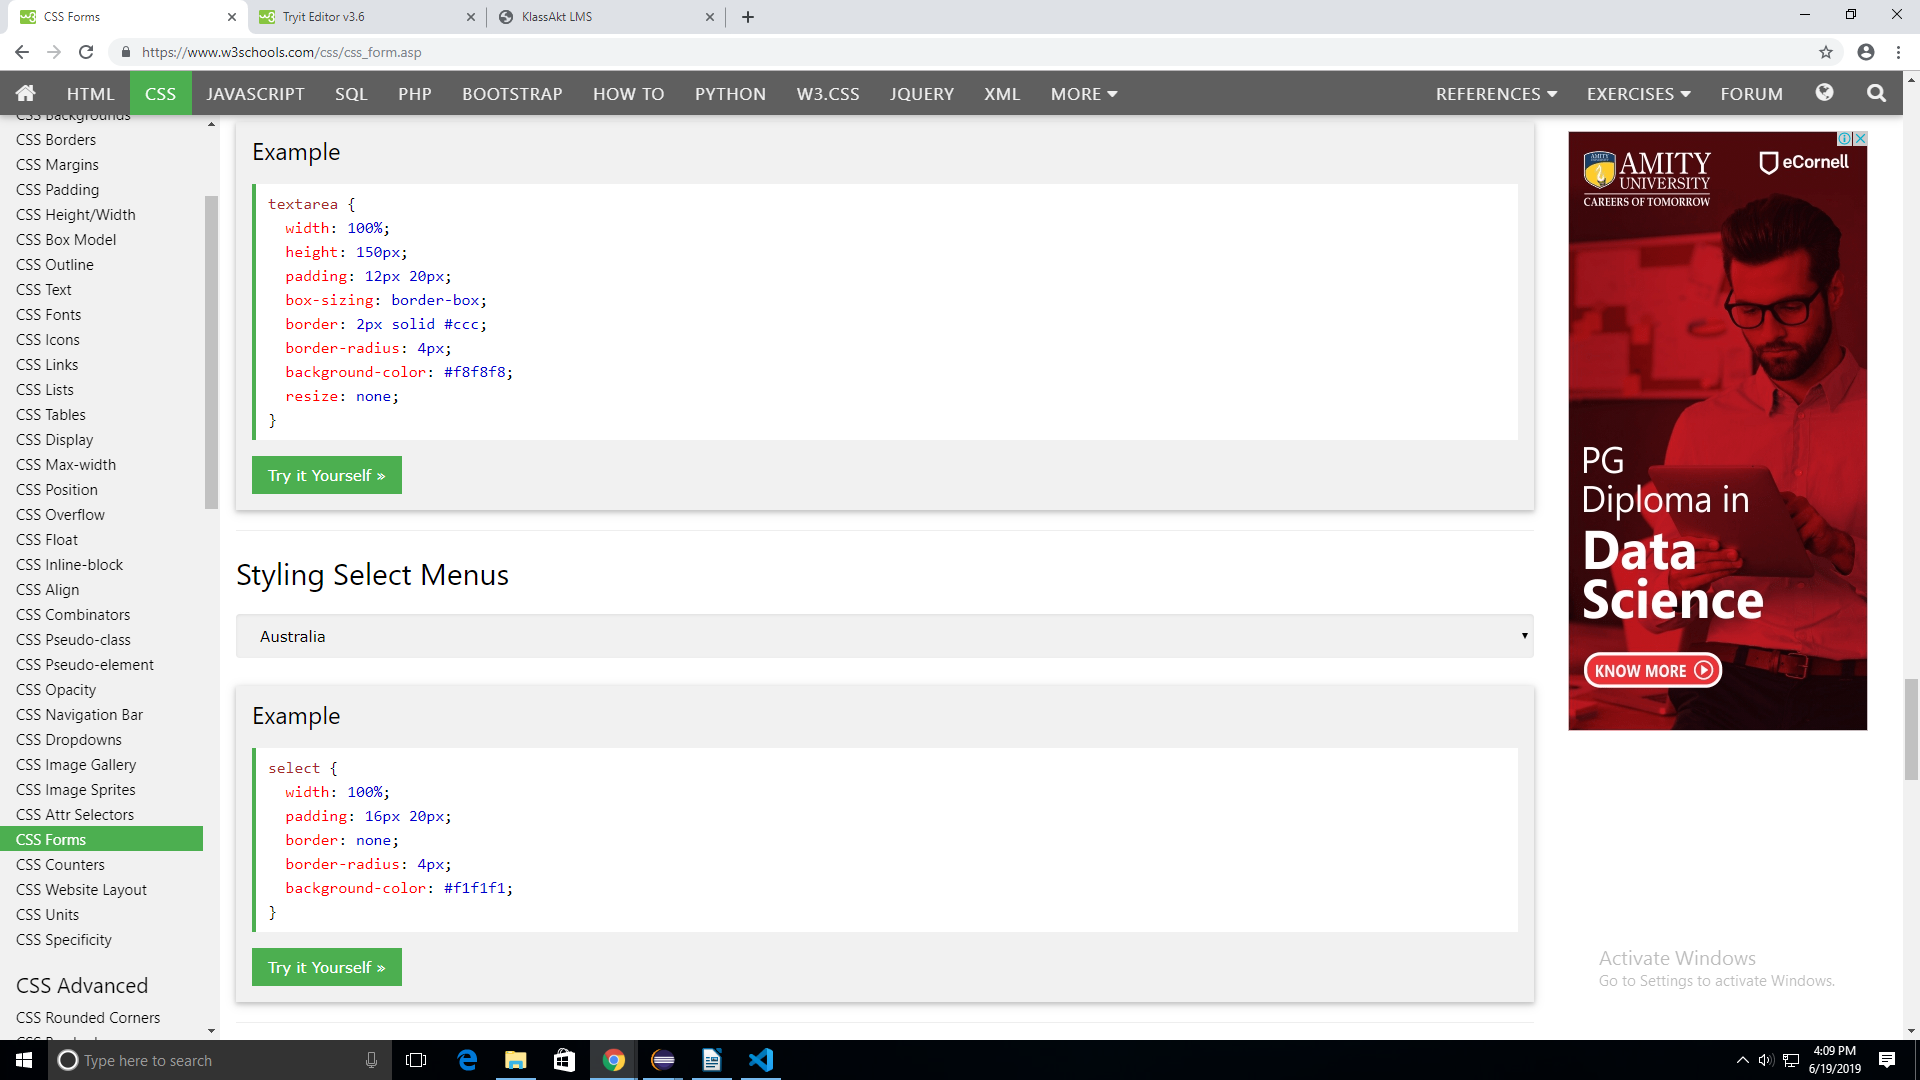 CSS Forms
Tryit Editor v3.6
KlassAkt LMS
https://www.w3schools.com/css/css_form.asp
HTML CSS JAVASCRIPT SQL PHP BOOTSTRAP HOW TO PYTHON W3.CSS JQUERY XML MORE REFERENCES EXERCISES FORUM
CSS Backgrounds
CSS Borders
CSS Margins
CSS Padding
CSS Height/Width
CSS Box Model
CSS Outline
CSS Text
CSS Fonts
CSS Icons
CSS Links
CSS Lists
CSS Tables
CSS Display
CSS Max-width
CSS Position
CSS Overflow
CSS Float
CSS Inline-block
CSS Align
CSS Combinators
CSS Pseudo-class
CSS Pseudo-element
CSS Opacity
CSS Navigation Bar
CSS Dropdowns
CSS Image Gallery
CSS Image Sprites
CSS Attr Selectors
CSS Forms
CSS Counters
CSS Website Layout
CSS Units
CSS Specificity
CSS Advanced
CSS Rounded Corners
Example
textarea {
  width: 100%;
  height: 150px;
  padding: 12px 20px;
  box-sizing: border-box;
  border: 2px solid #ccc;
  border-radius: 4px;
  background-color: #f8f8f8;
  resize: none;
}
Try it Yourself »
Styling Select Menus
Australia
Example
select {
  width: 100%;
  padding: 16px 20px;
  border: none;
  border-radius: 4px;
  background-color: #f1f1f1;
}
Try it Yourself »
AMITY
UNIVERSITY
CAREERS OF TOMORROW
eCornell
PG
Diploma in
Data
Science
KNOW MORE
Activate Windows
Go to Settings to activate Windows.
Type here to search
4:09 PM
6/19/2019